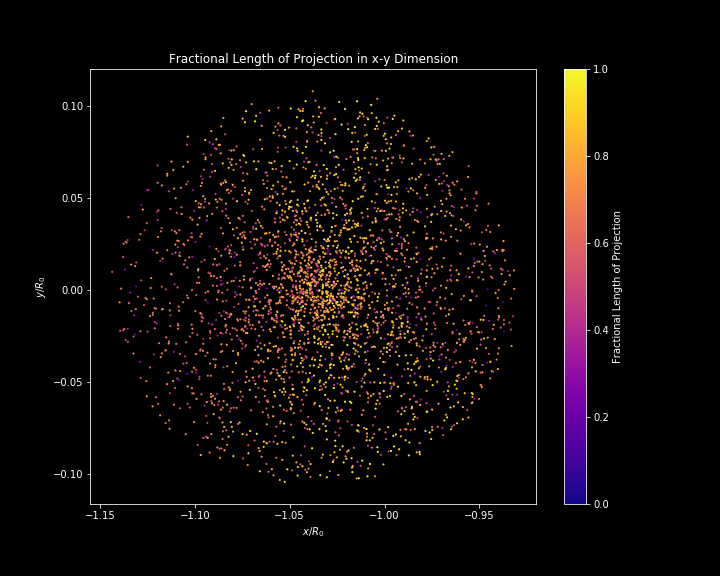 Fractional Length of Projection in x-y Dimension
1.0
0.10
0.8
0.05
0.6
y/R₀
0.00
Fractional Length of Projection
0.4
−0.05
0.2
−0.10
0.0
−1.15 −1.10 −1.05 −1.00 −0.95
x/R₀